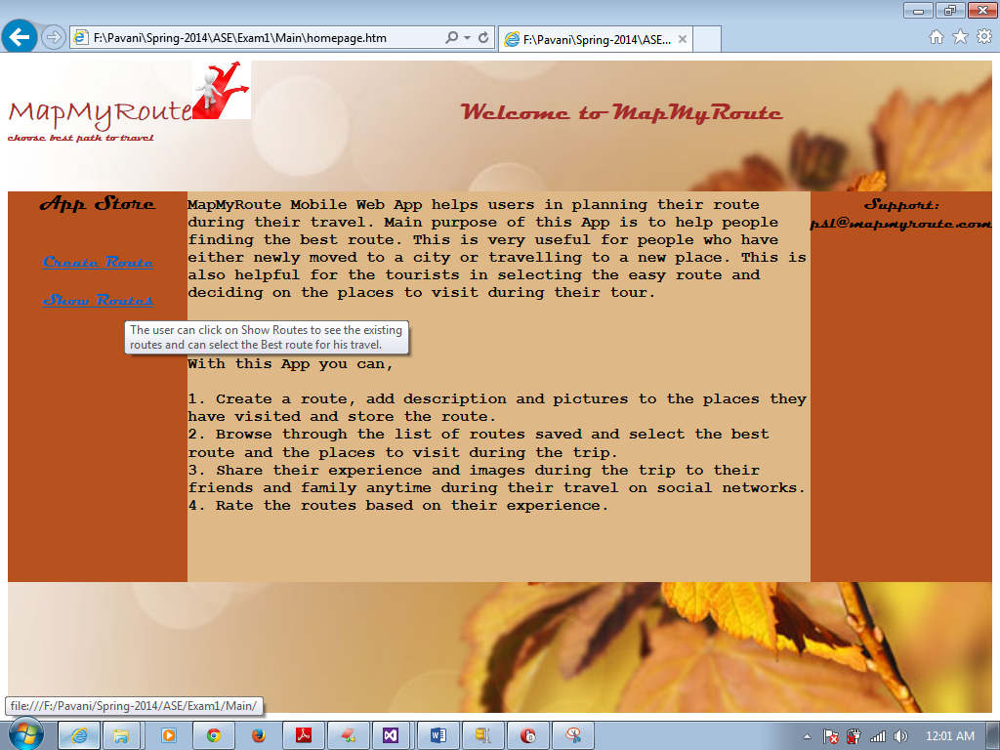 F:\Pavani\Spring-2014\ASE\Exam1\Main\homepage.htm
F:\Pavani\Spring-2014\ASE...
MapMyRoute
choose best path to travel
Welcome to MapMyRoute
App Store
Create Route
Show Routes
The user can click on Show Routes to see the existing
routes and can select the Best route for his travel.
MapMyRoute Mobile Web App helps users in planning their route
during their travel. Main purpose of this App is to help people
finding the best route. This is very useful for people who have
either newly moved to a city or travelling to a new place. This is
also helpful for the tourists in selecting the easy route and
deciding on the places to visit during their tour.
With this App you can,
1. Create a route, add description and pictures to the places they
have visited and store the route.
2. Browse through the list of routes saved and select the best
route and the places to visit during the trip.
3. Share their experience and images during the trip to their
friends and family anytime during their travel on social networks.
4. Rate the routes based on their experience.
Support:
psl@mapmyroute.com
file:///F:/Pavani/Spring-2014/ASE/Exam1/Main/
12:01 AM